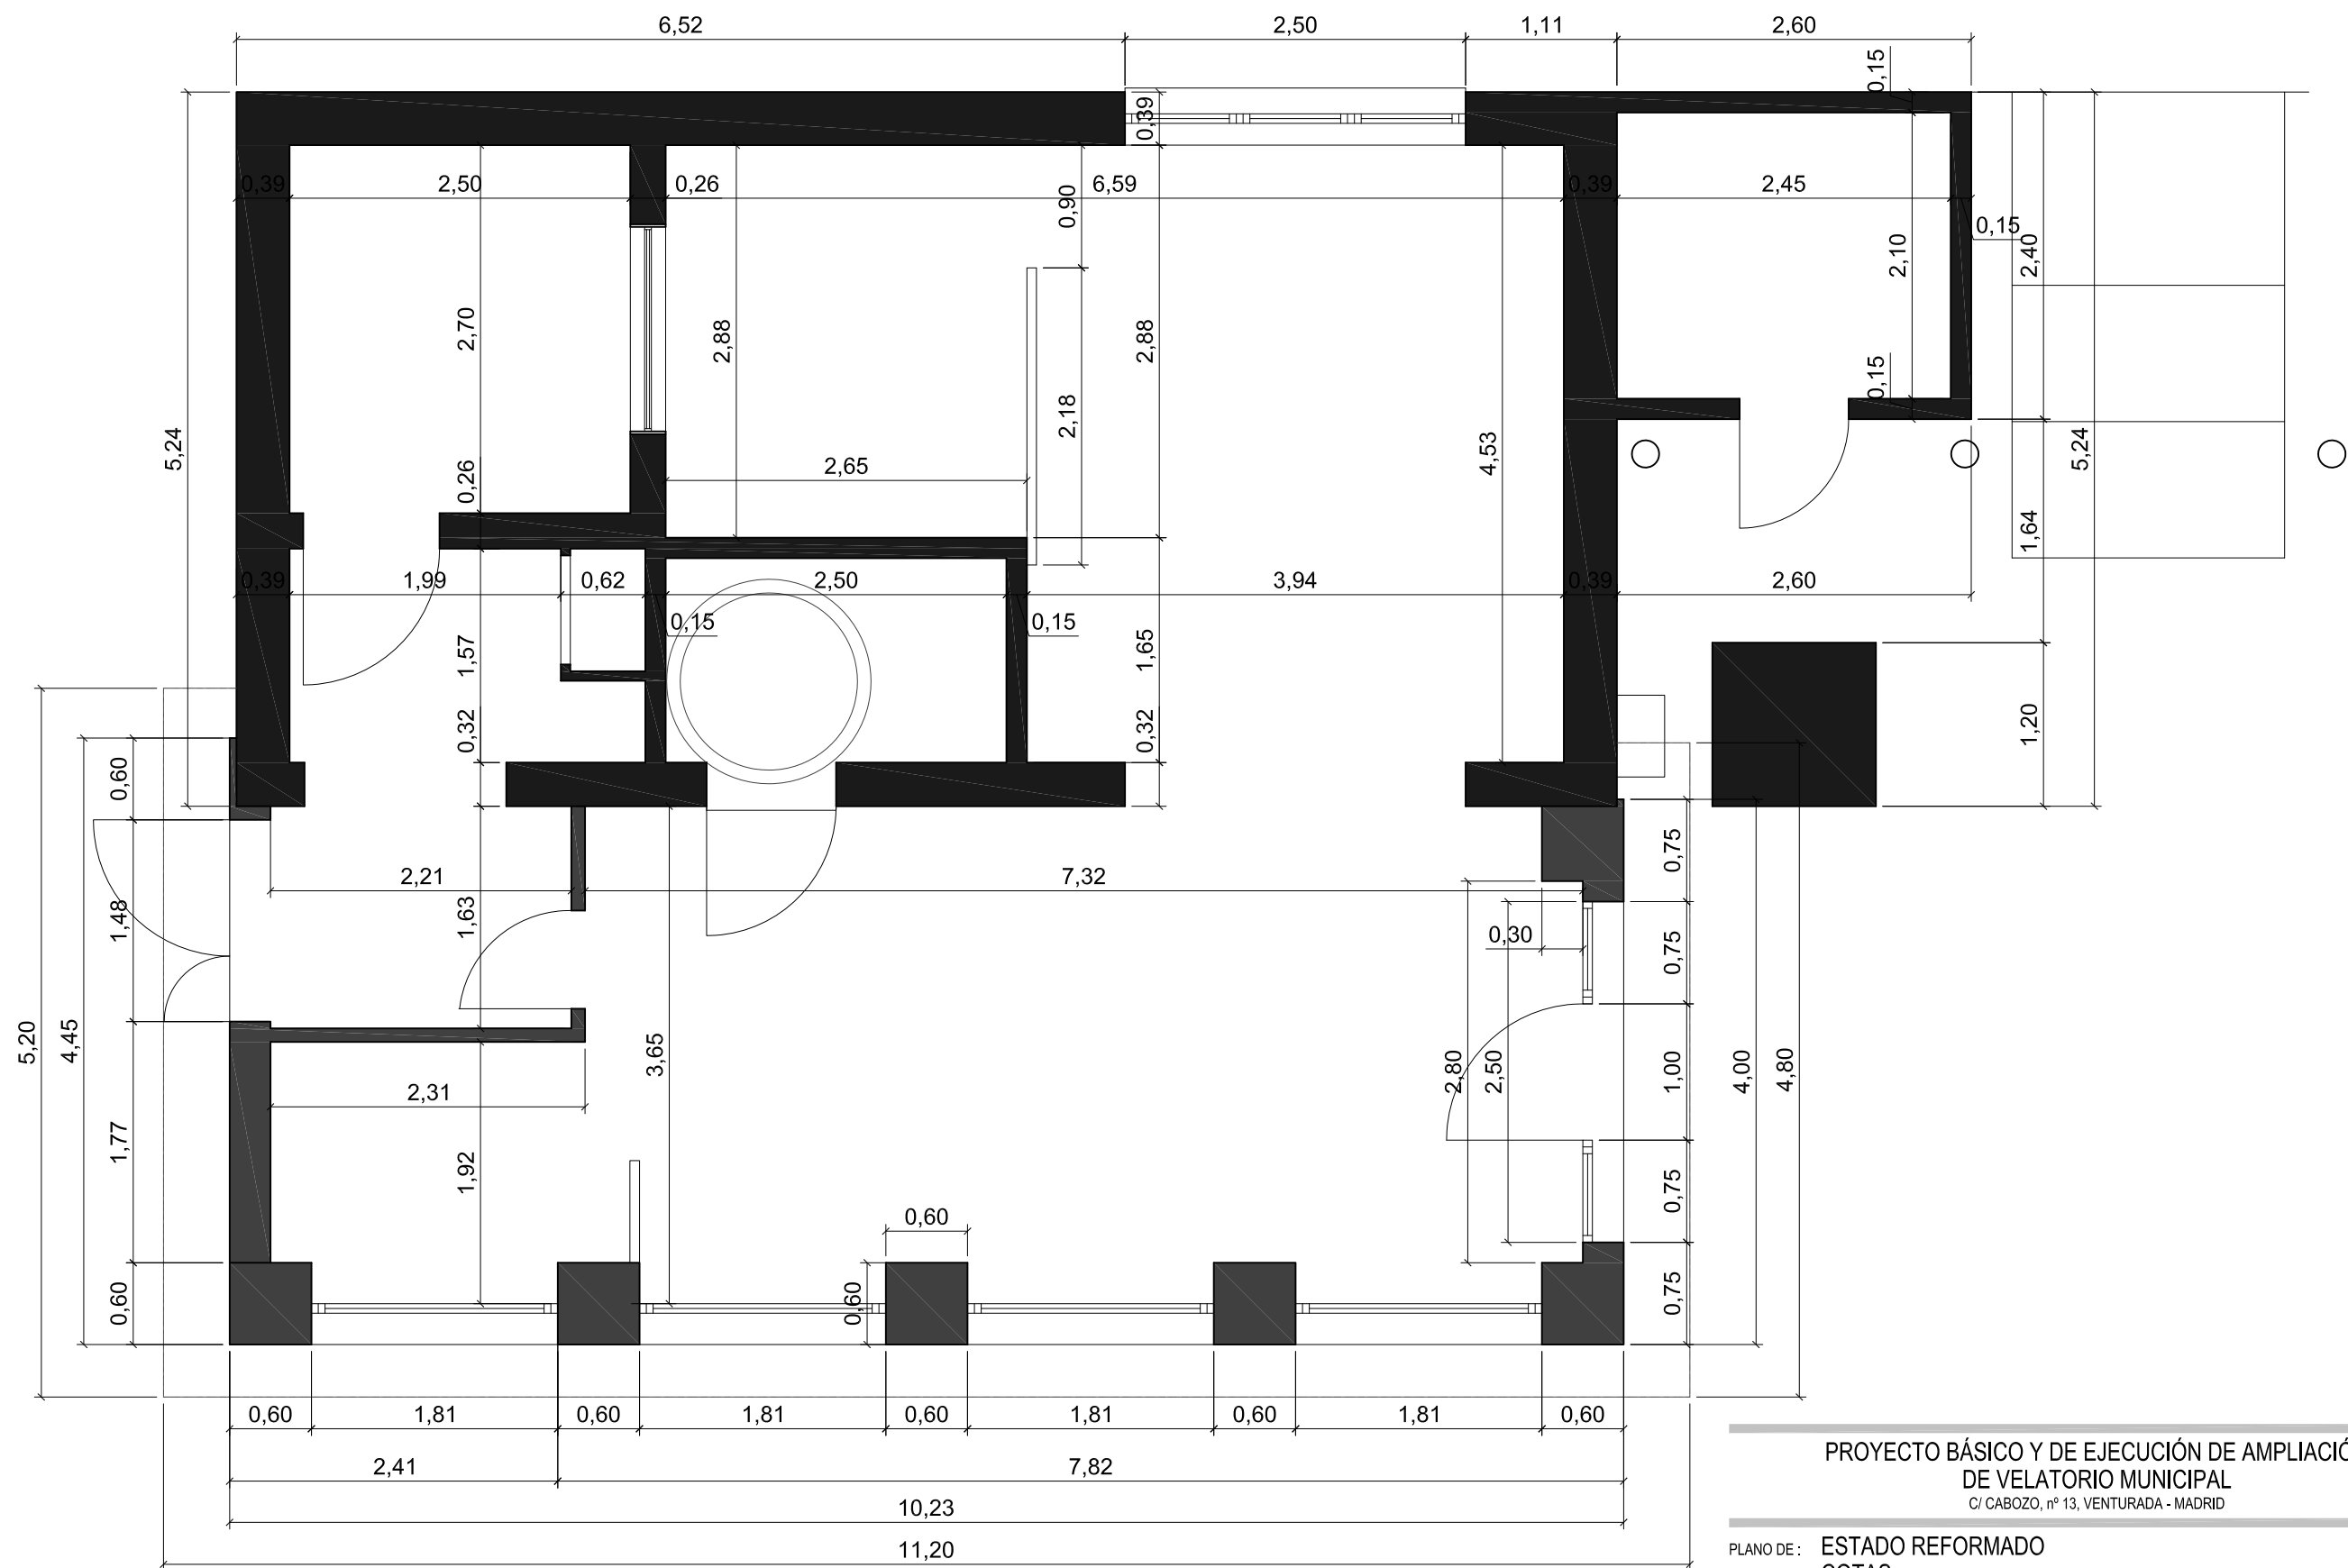 6,52 2,50 1,11 2,60
0,15
0,39
0,39 2,50 0,26 6,59 0,39 2,45
0,90
0,15
2,10 2,40
2,70 2,88 2,88
0,15
2,18
5,24 4,53 5,24
2,65
0,26
1,64
0,39 1,99 0,62 2,50 3,94 0,39 2,60
0,15 0,15
1,57 1,65
0,32 0,32 1,20
0,60
0,75
2,21 7,32
1,48 1,63
0,30 0,75
5,20 4,45 3,65 2,80 2,50 1,00 4,00 4,80
2,31
1,77 1,92 0,75
0,60
0,60 0,60 0,75
0,60 1,81 0,60 1,81 0,60 1,81 0,60 1,81 0,60
2,41 7,82
10,23
11,20
PROYECTO BÁSICO Y DE EJECUCIÓN DE AMPLIACIÓ
DE VELATORIO MUNICIPAL
C/ CABOZO, nº 13, VENTURADA - MADRID
PLANO DE : ESTADO REFORMADO
COTAS